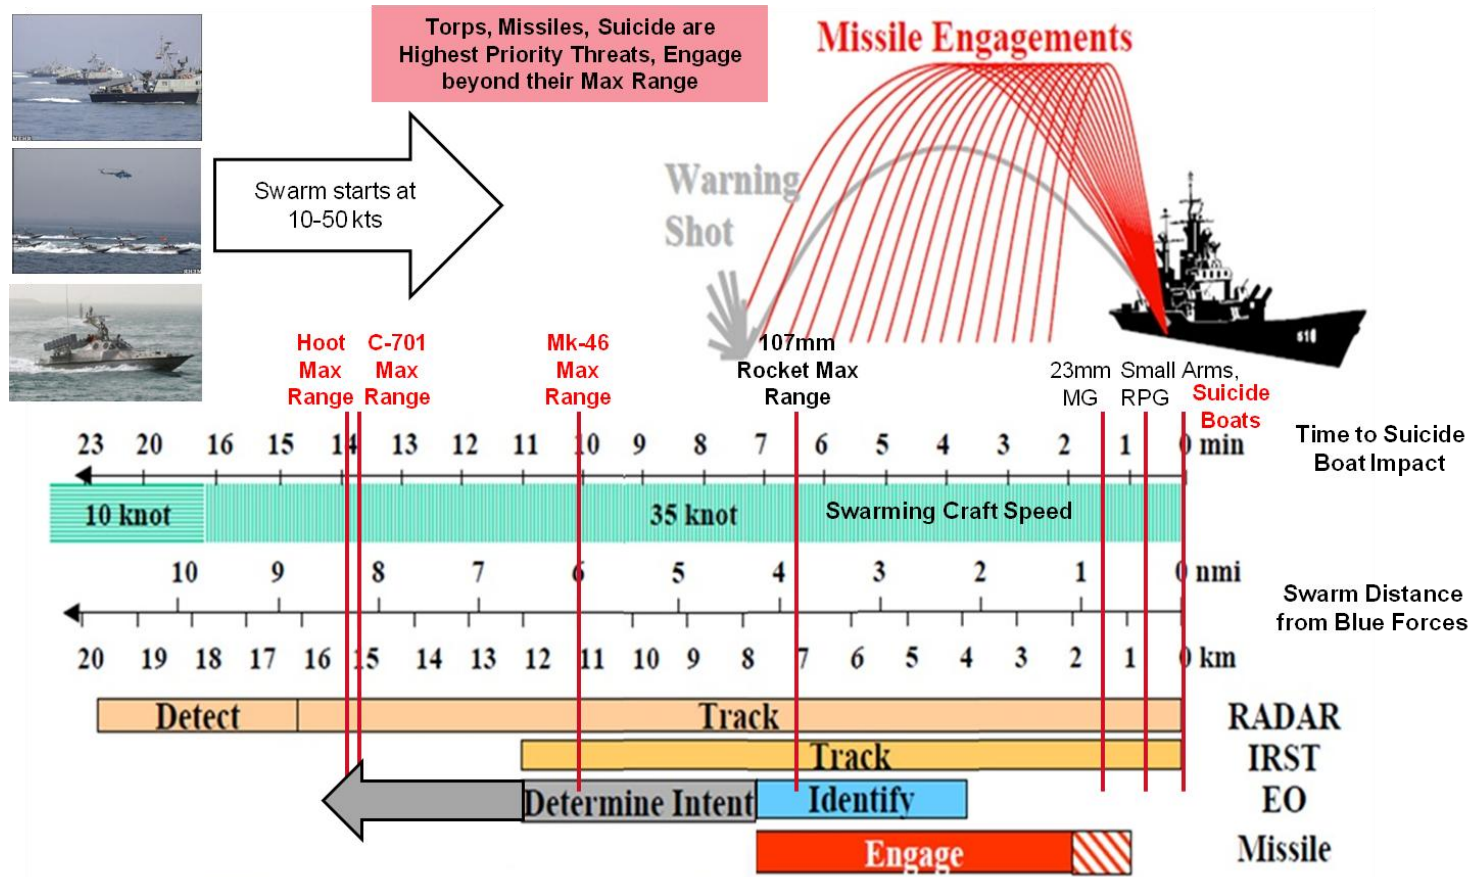 Torps, Missiles, Suicide are
Highest Priority Threats, Engage
beyond their Max Range
Missile Engagements
Swarm starts at
10-50 kts
Warning
Shot
516
Hoot
Max
Range
C-701
Max
Range
Mk-46
Max
Range
107mm
Rocket Max
Range
23mm
MG
Small Arms,
RPG
Suicide
Boats
23 20 16 15 14 13 12 11 10 9 8 7 6 5 4 3 2 1 0 min
Time to Suicide
Boat Impact
10 knot 35 knot Swarming Craft Speed
10 9 8 7 6 5 4 3 2 1 0 nmi
Swarm Distance
from Blue Forces
20 19 18 17 16 15 14 13 12 11 10 9 8 7 6 5 4 3 2 1 0 km
Detect Track RADAR
Track IRST
Determine Intent Identify EO
Engage Missile